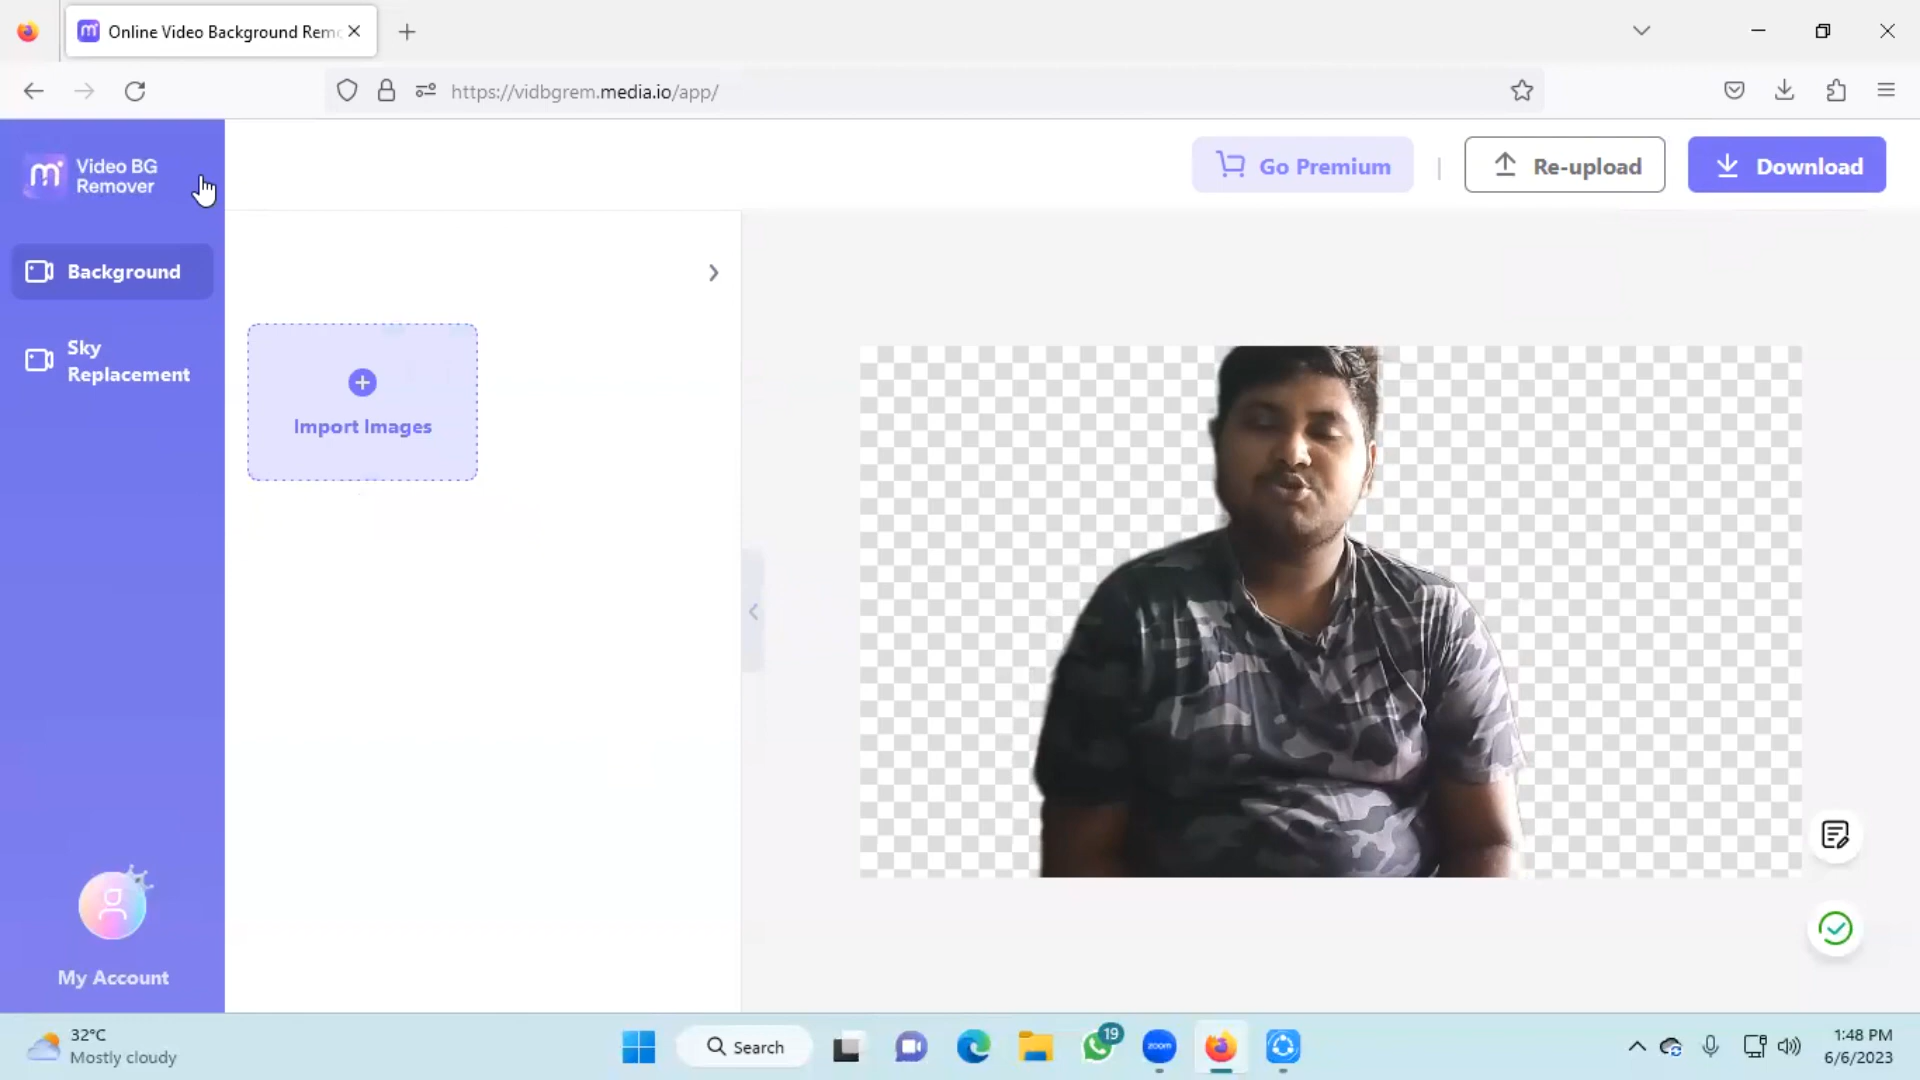 Online Video Background Rem
https://vidbgrem.media.io/app/
Video BG
Remover
Go Premium
Re-upload
Download
Background
Sky
Replacement
Import Images
My Account
32°C
Mostly cloudy
Search
19
zoom
1:48 PM
6/6/2023